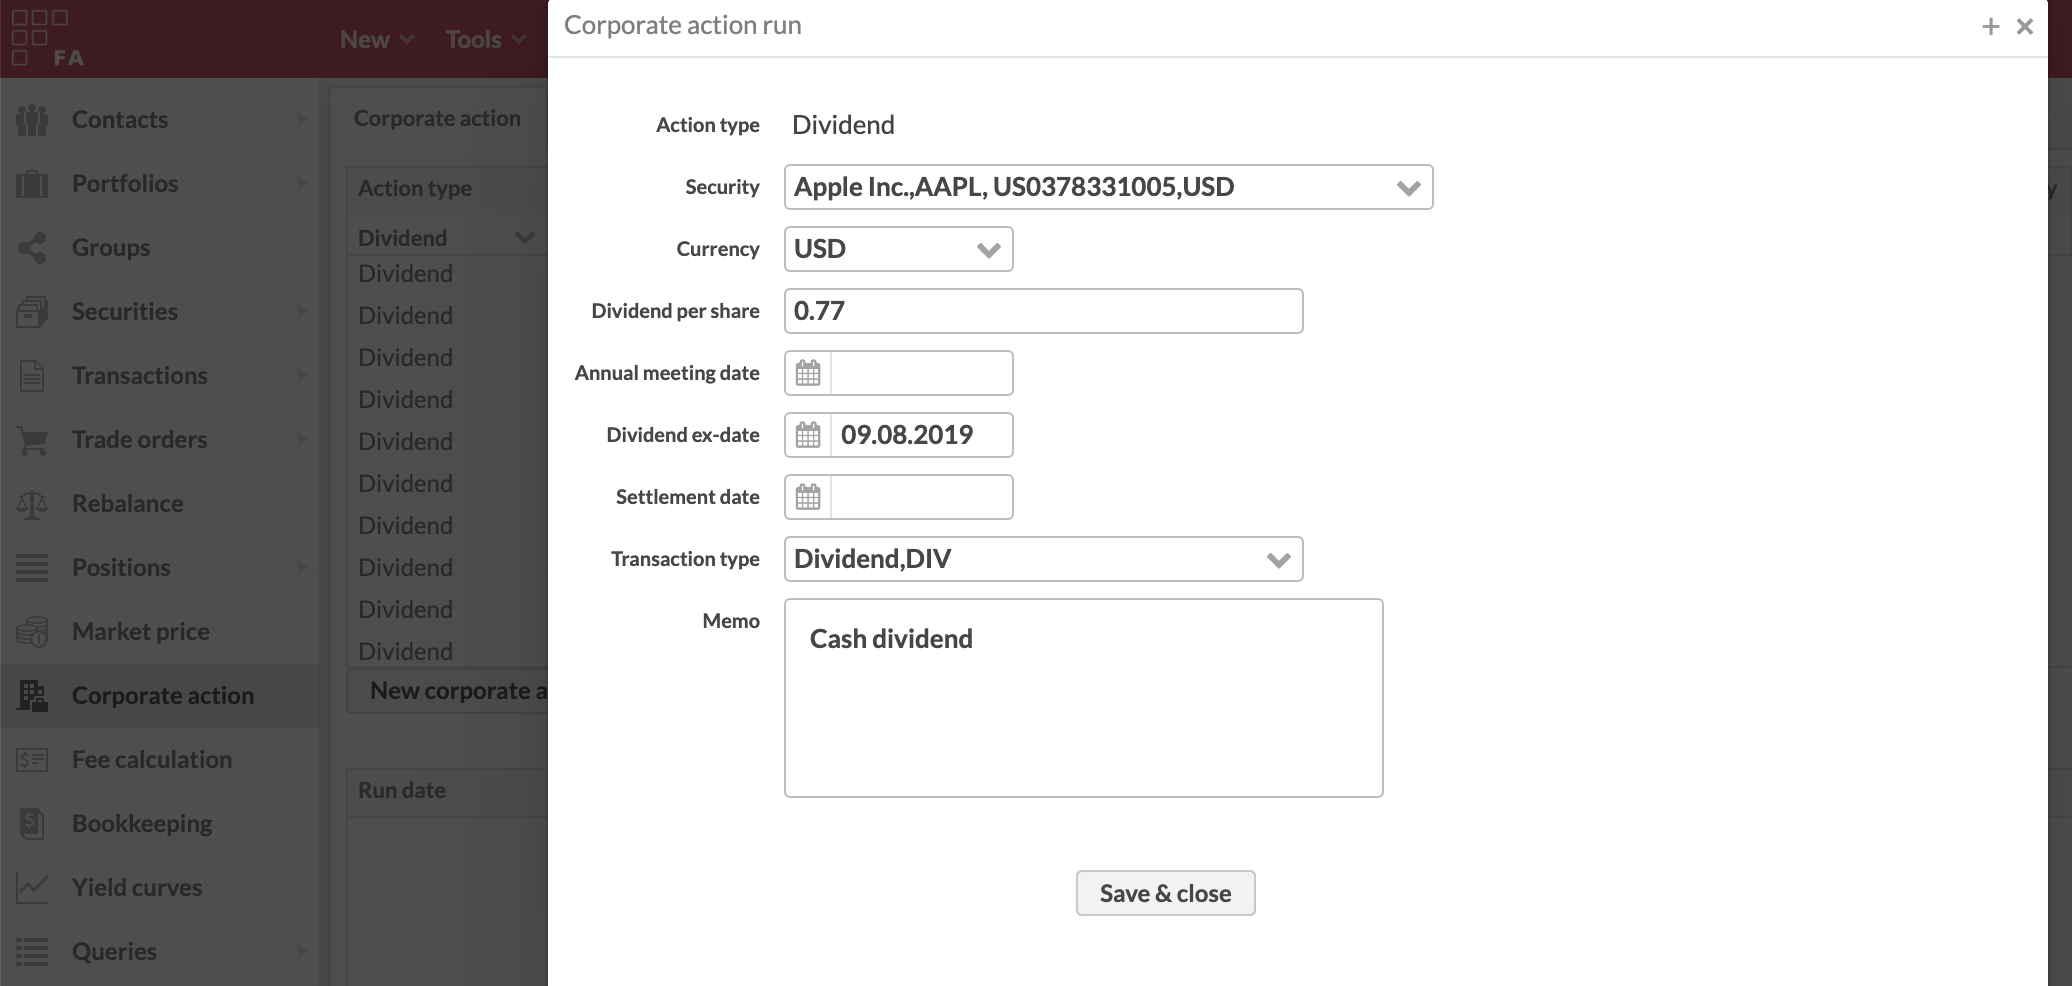 FA
New
Tools
Contacts
Portfolios
Groups
Securities
Transactions
Trade orders
Rebalance
Positions
Market price
Corporate action
Fee calculation
Bookkeeping
Yield curves
Queries
Corporate action
Action type
Dividend
Dividend
Dividend
Dividend
Dividend
Dividend
Dividend
Dividend
Dividend
Dividend
Dividend
New corporate a
Run date
Corporate action run
Action type Dividend
Security Apple Inc.,AAPL, US0378331005,USD
Currency USD
Dividend per share 0.77
Annual meeting date
Dividend ex-date 09.08.2019
Settlement date
Transaction type Dividend,DIV
Memo Cash dividend
Save & close